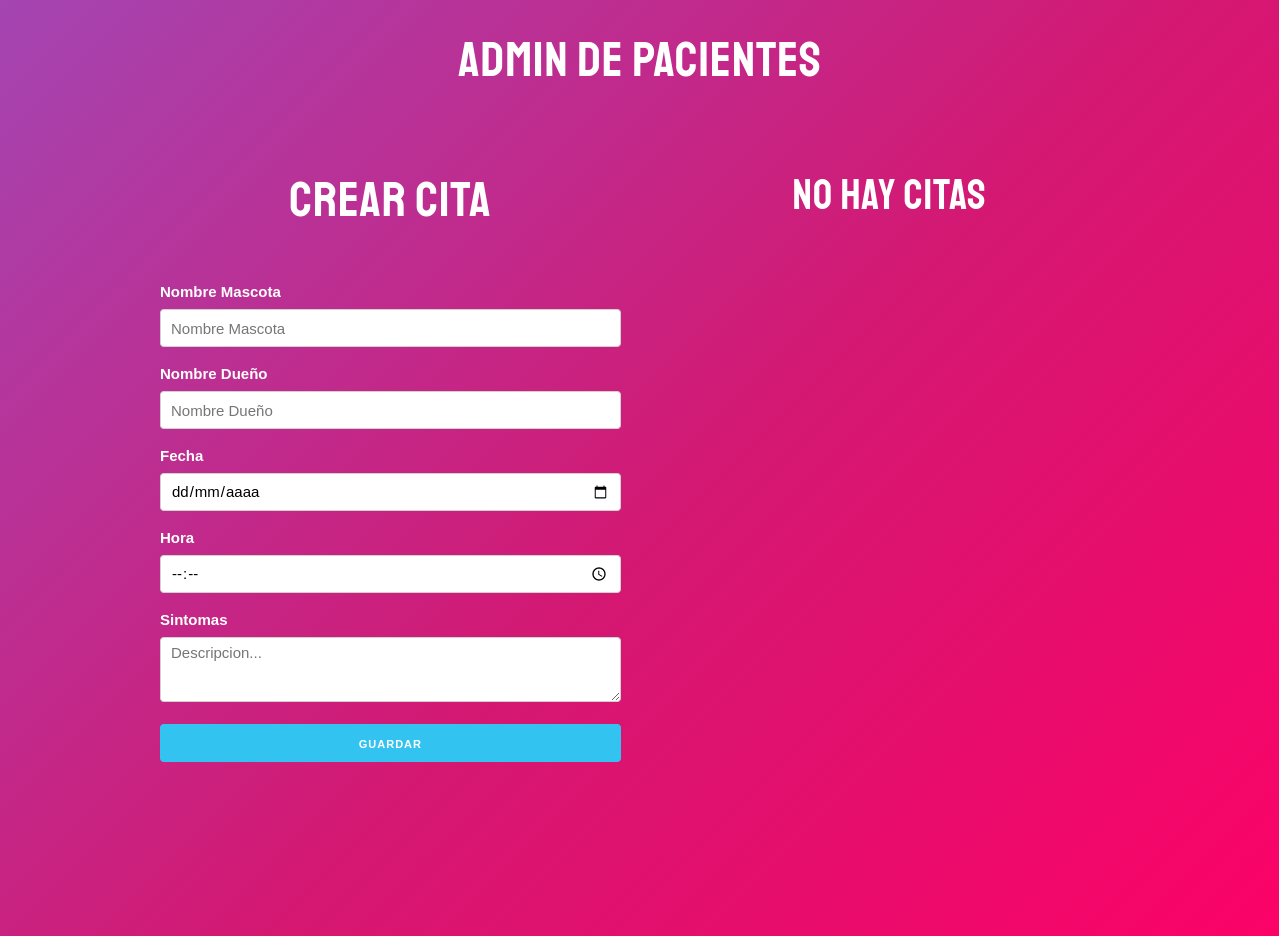 ADMIN DE PACIENTES
CREAR CITA
NO HAY CITAS
Nombre Mascota
Nombre Mascota
Nombre Dueño
Nombre Dueño
Fecha
dd/mm/aaaa
Hora
--:--
Sintomas
Descripcion...
GUARDAR